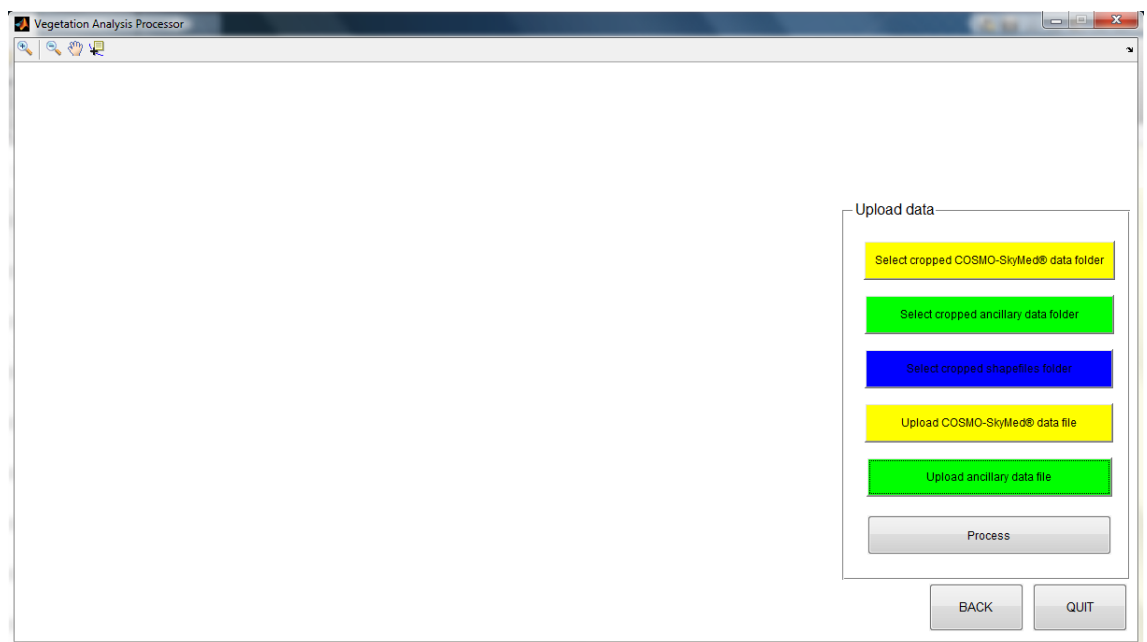 Vegetation Analysis Processor
Upload data
Select cropped COSMO-SkyMed® data folder
Select cropped ancillary data folder
Select cropped shapefiles folder
Upload COSMO-SkyMed® data file
Upload ancillary data file
Process
BACK
QUIT